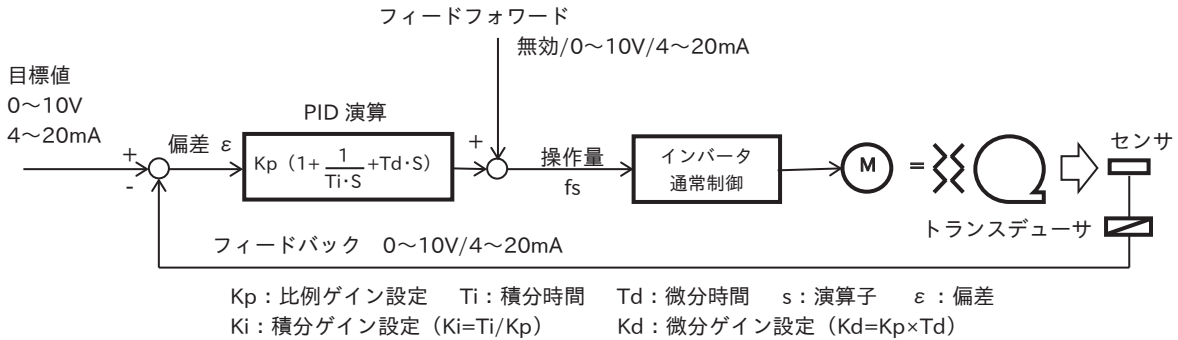 フィードフォワード
無効/0～10V/4～20mA
目標値
0～10V
4～20mA
PID 演算
+
-
偏差 ε
Kp（1+ 1/Ti･S +Td･S）
+
操作量
fs
インバータ
通常制御
M
=
センサ
トランスデューサ
フィードバック 0～10V/4～20mA
Kp：比例ゲイン設定 Ti：積分時間 Td：微分時間 s：演算子 ε：偏差
Ki：積分ゲイン設定（Ki=Ti/Kp） Kd：微分ゲイン設定（Kd=Kp×Td）